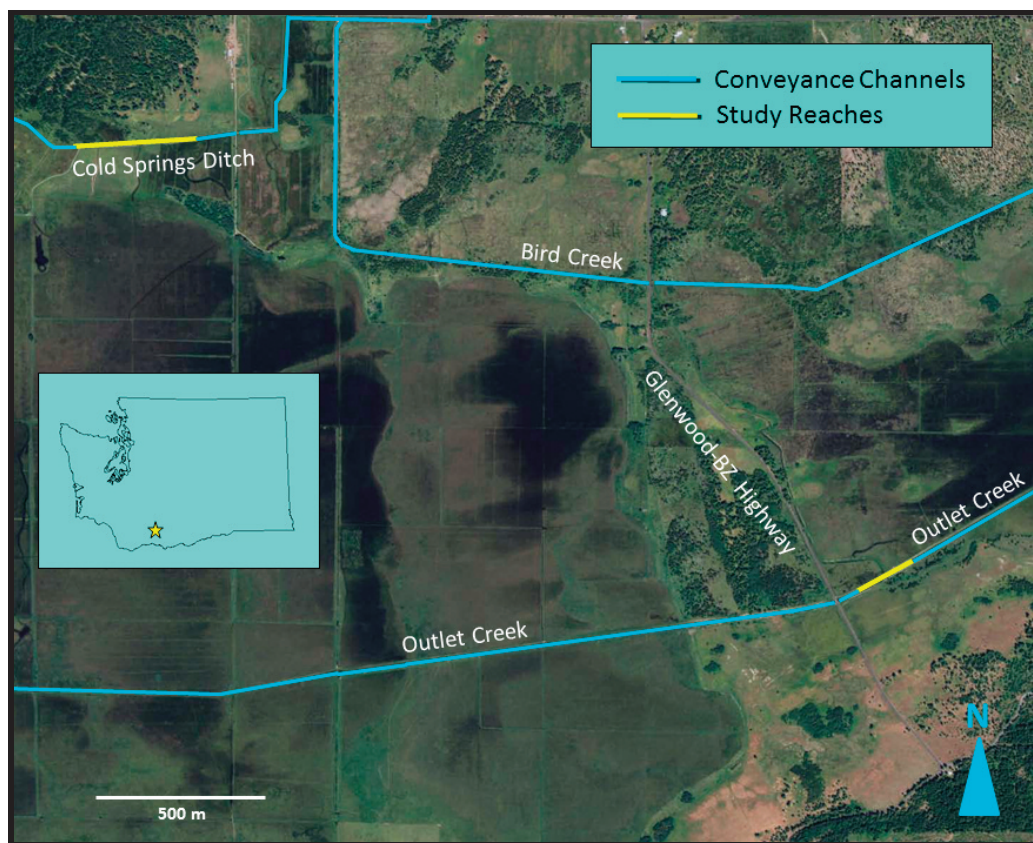 Conveyance Channels
Study Reaches
Cold Springs Ditch
Bird Creek
Glenwood-BZ Highway
Outlet Creek
Outlet Creek
N
500 m